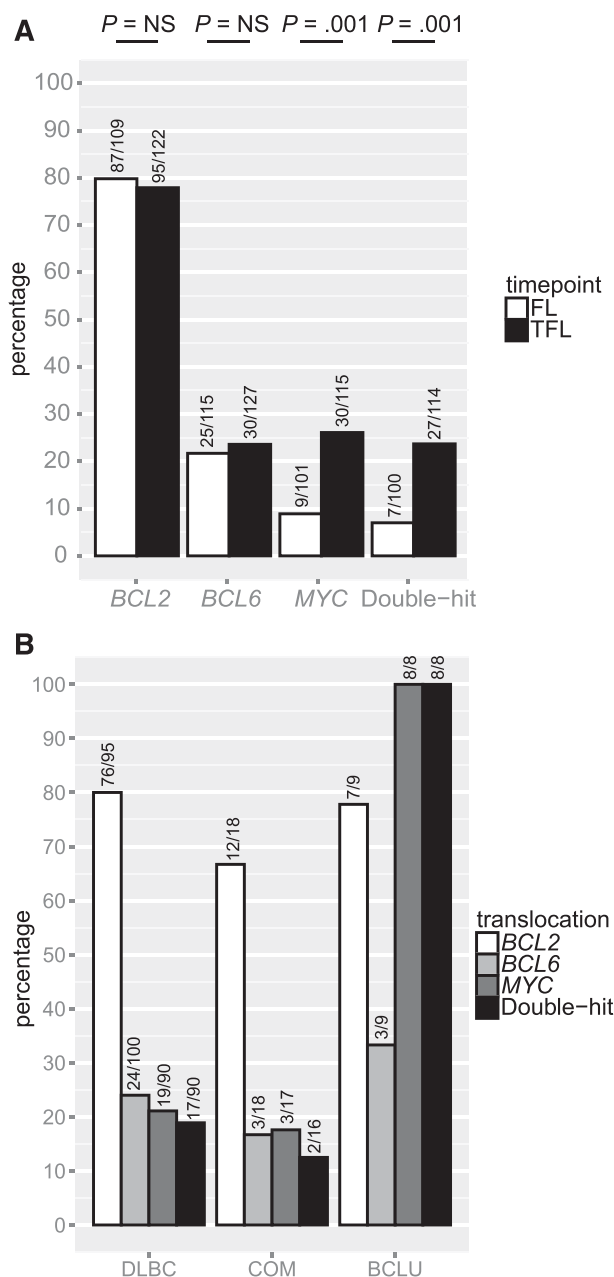 A
P = NS P = NS P = .001 P = .001
100
90
80
70
60
50
40
30
20
10
0
percentage
87/109
95/122
25/115
30/127
9/101
30/115
7/100
27/114
BCL2 BCL6 MYC Double-hit
timepoint
FL
TFL
B
100
90
80
70
60
50
40
30
20
10
0
percentage
76/95
24/100
19/90
17/90
12/18
3/18
3/17
2/16
7/9
3/9
8/8
8/8
DLBC COM BCLU
translocation
BCL2
BCL6
MYC
Double-hit